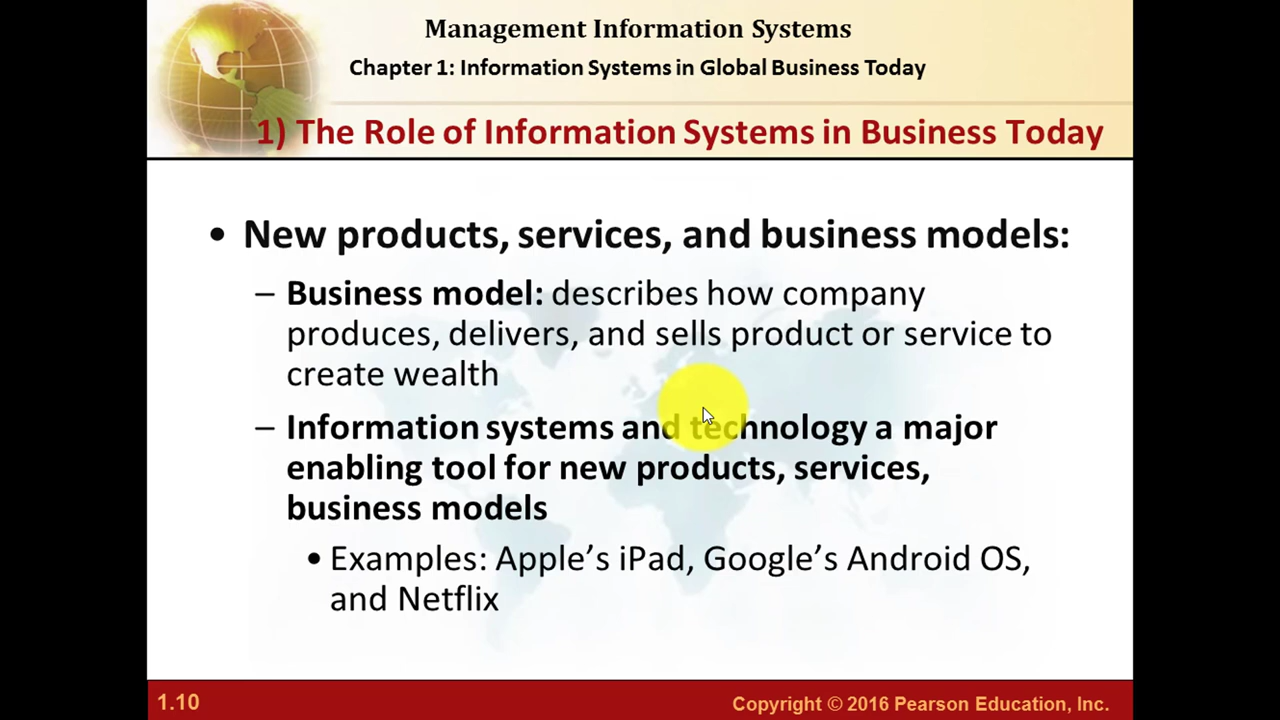 Management Information Systems
Chapter 1: Information Systems in Global Business Today
1) The Role of Information Systems in Business Today
• New products, services, and business models:
– Business model: describes how company
produces, delivers, and sells product or service to
create wealth
– Information systems and technology a major
enabling tool for new products, services,
business models
• Examples: Apple’s iPad, Google’s Android OS,
and Netflix
1.10
Copyright © 2016 Pearson Education, Inc.